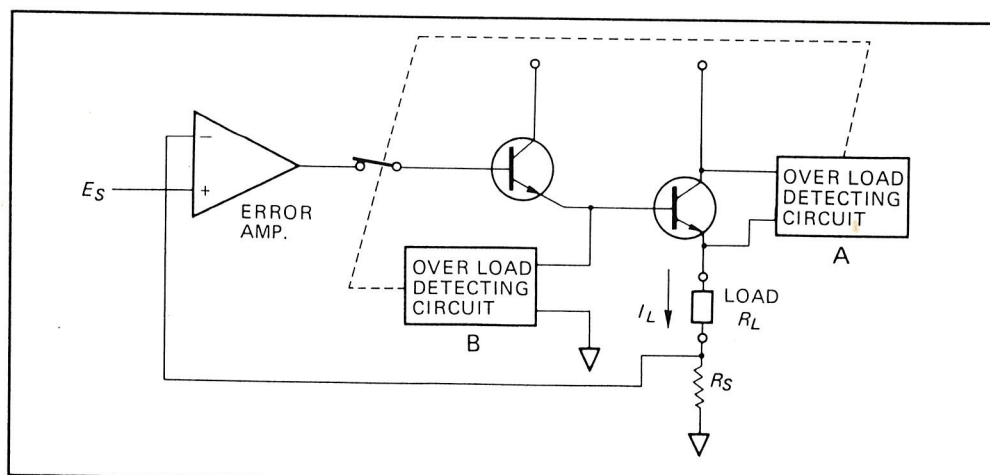 E_S
−
+
ERROR
AMP.
OVER LOAD
DETECTING
CIRCUIT
B
OVER LOAD
DETECTING
CIRCUIT
A
I_L
LOAD
R_L
R_S